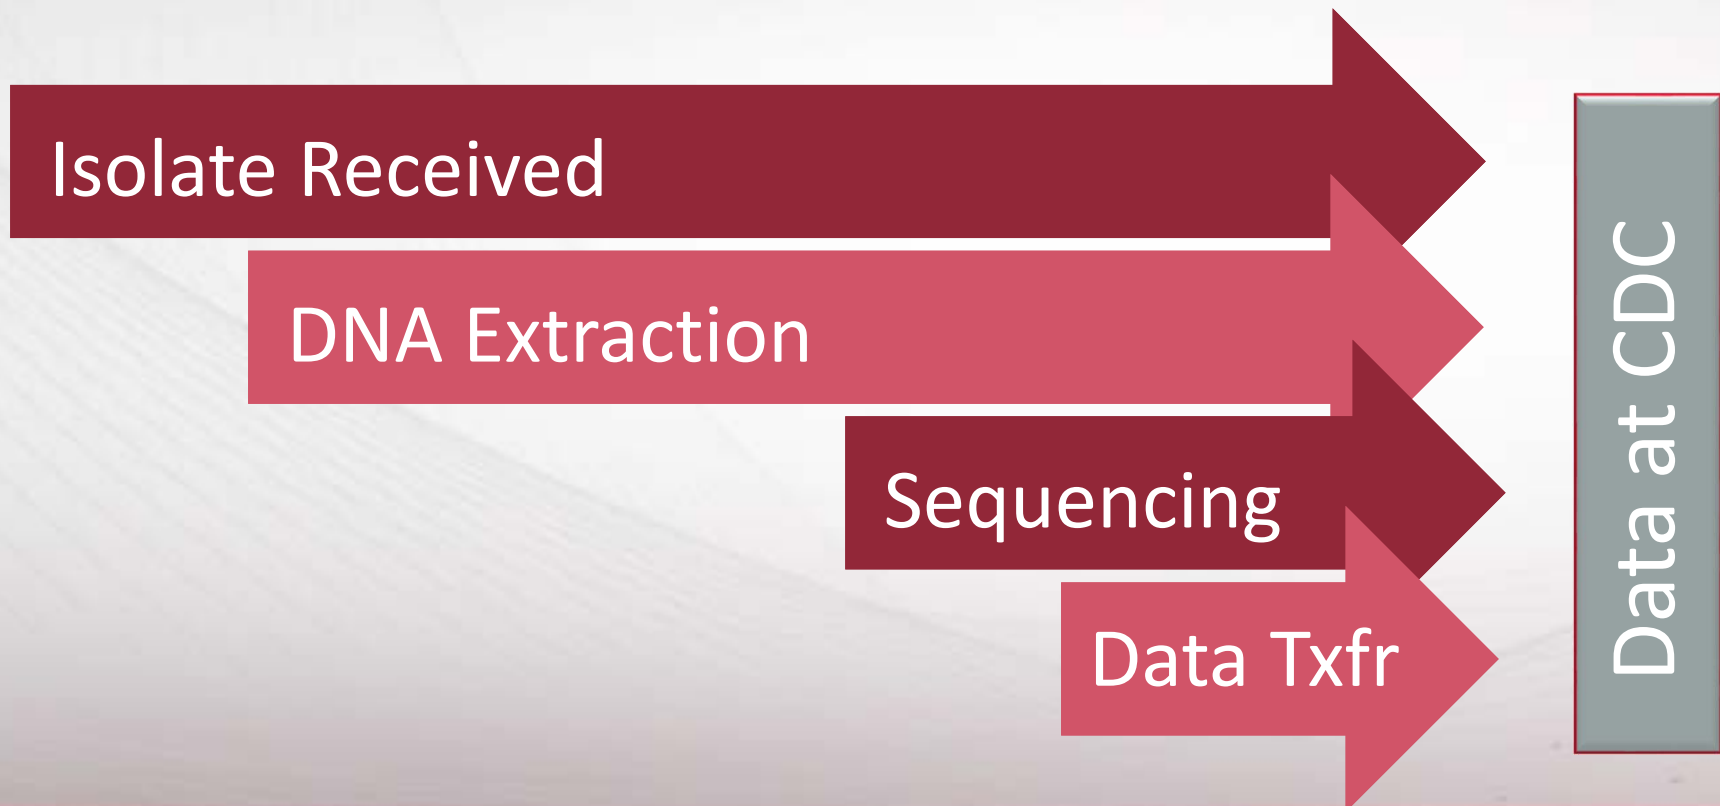 Isolate Received
DNA Extraction
Sequencing
Data Txfr
Data at CDC